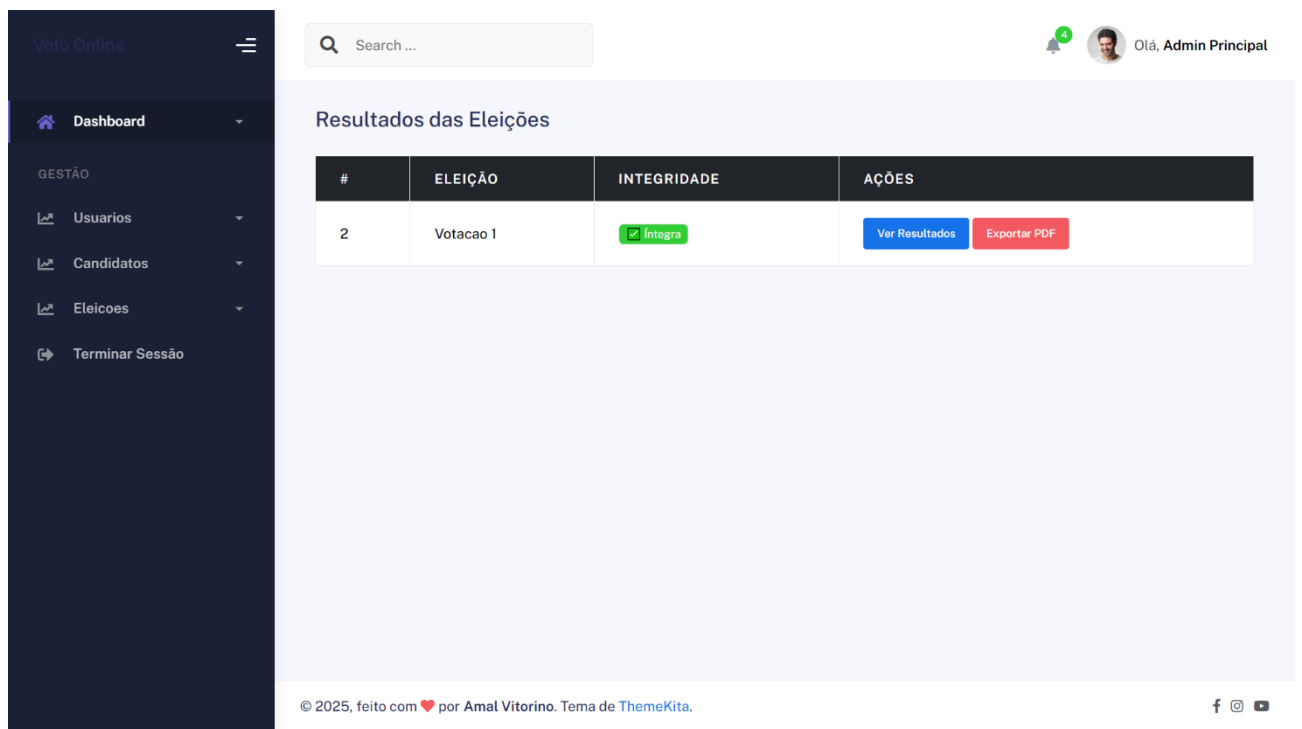 Voto Online
Search ...
4
Olá, Admin Principal
Dashboard
GESTÃO
Usuarios
Candidatos
Eleicoes
Terminar Sessão
Resultados das Eleições
# ELEIÇÃO INTEGRIDADE AÇÕES
2 Votacao 1 Íntegra Ver Resultados Exportar PDF
© 2025, feito com ❤ por Amal Vitorino. Tema de ThemeKita.